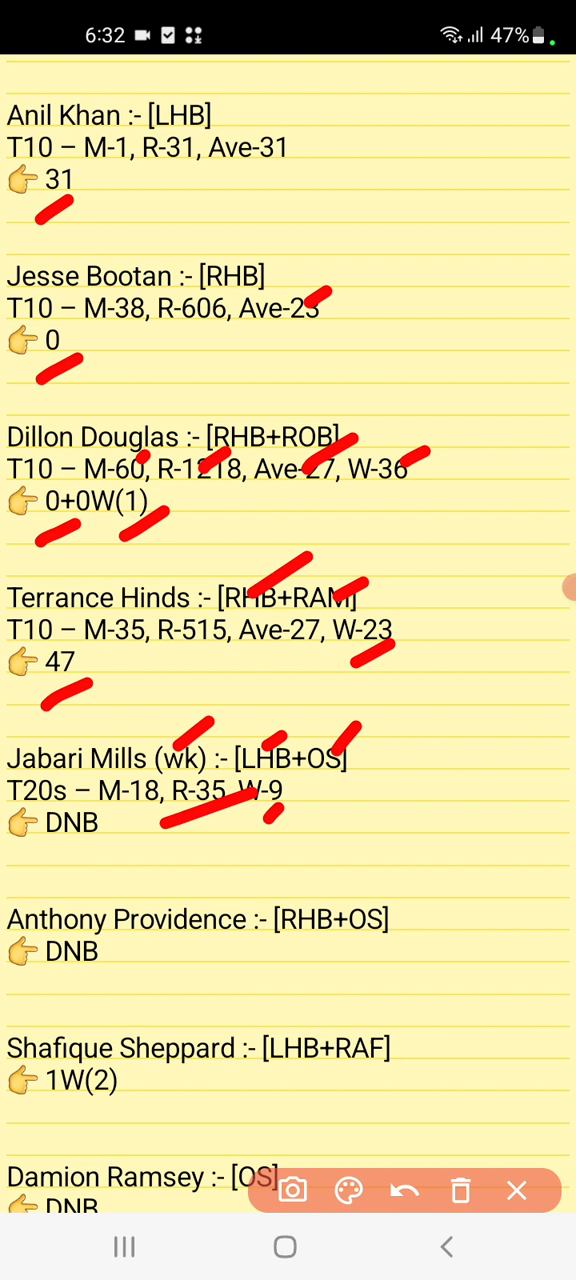 6:32
47%
Anil Khan :- [LHB]
T10 – M-1, R-31, Ave-31
👉 31
Jesse Bootan :- [RHB]
T10 – M-38, R-606, Ave-23
👉 0
Dillon Douglas :- [RHB+ROB]
T10 – M-60, R-1218, Ave-27, W-36
👉 0+0W(1)
Terrance Hinds :- [RHB+RAM]
T10 – M-35, R-515, Ave-27, W-23
👉 47
Jabari Mills (wk) :- [LHB+OS]
T20s – M-18, R-35, W-9
👉 DNB
Anthony Providence :- [RHB+OS]
👉 DNB
Shafique Sheppard :- [LHB+RAF]
👉 1W(2)
Damion Ramsey :- [OS]
👉 DNB